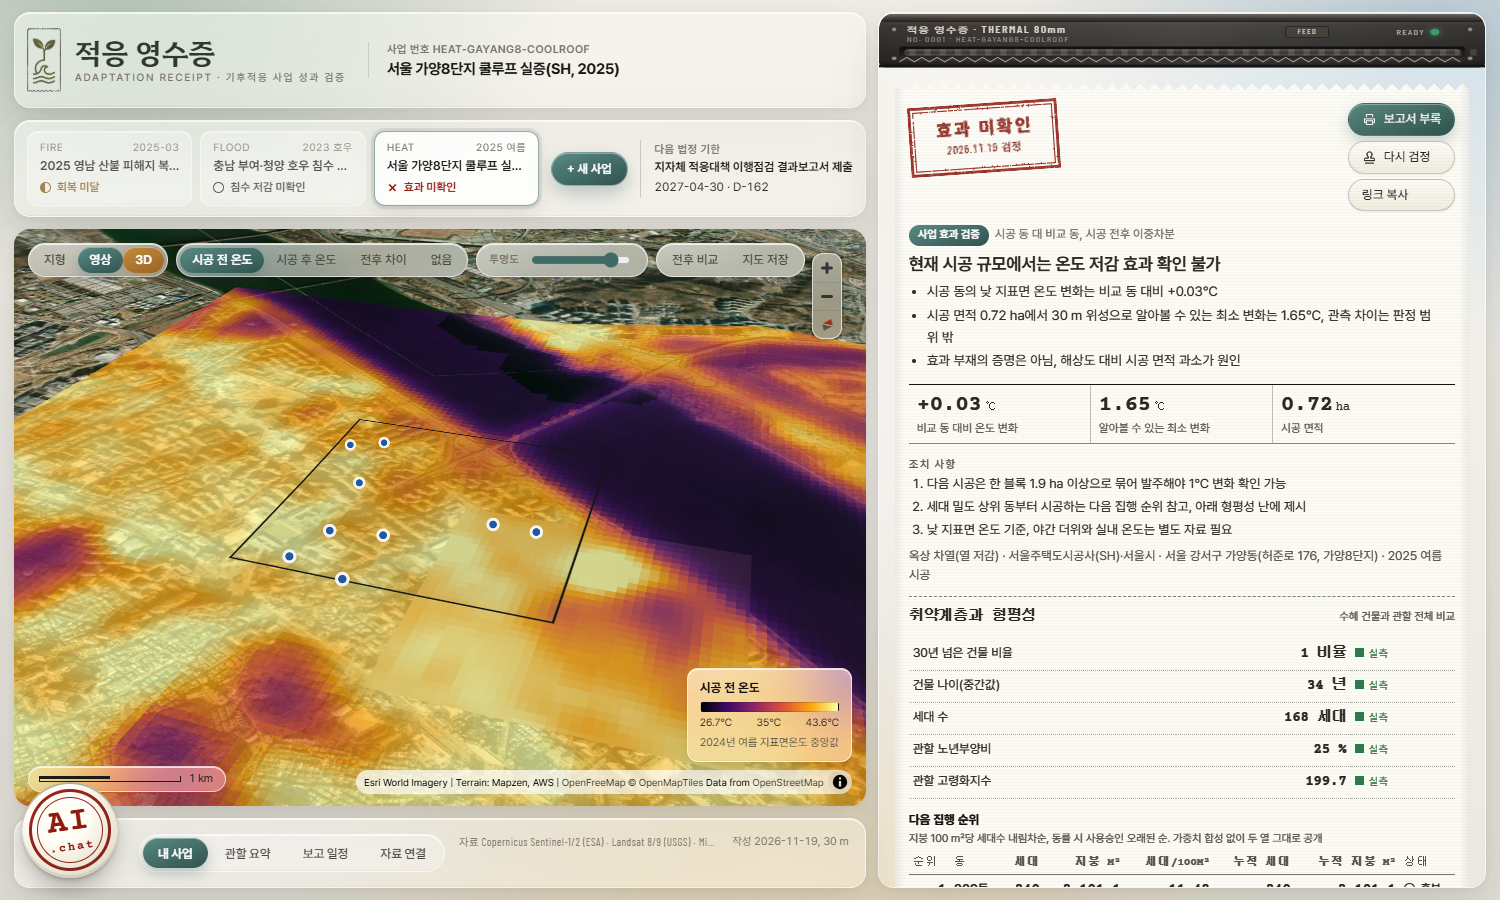 적응 영수증
ADAPTATION RECEIPT · 기후적응 사업 성과 검증
사업 번호 HEAT-GAYANG8-COOLROOF
서울 가양8단지 쿨루프 실증(SH, 2025)
FIRE 2025-03
2025 영남 산불 피해지 복...
회복 미달
FLOOD 2023 호우
충남 부여·청양 호우 침수 ...
침수 저감 미확인
HEAT 2025 여름
서울 가양8단지 쿨루프 실...
효과 미확인
+ 새 사업
다음 법정 기한
지자체 적응대책 이행점검 결과보고서 제출
2027-04-30 · D-162
지형 영상 3D
시공 전 온도 시공 후 온도 전후 차이 없음
투명도
전후 비교 지도 저장
시공 전 온도
26.7°C 35°C 43.6°C
2024년 여름 지표면온도 중앙값
1 km
Esri World Imagery | Terrain: Mapzen, AWS | OpenFreeMap © OpenMapTiles Data from OpenStreetMap
AI
.chat
내 사업 관할 요약 보고 일정 자료 연결
자료 Copernicus Sentinel-1/2 (ESA) · Landsat 8/9 (USGS) · Mi...
작성 2026-11-19, 30 m
적응 영수증 · THERMAL 80mm
NO. 0001 · HEAT-GAYANG8-COOLROOF
FEED
READY
효과 미확인
2026.11.19 검정
보고서 부록
다시 검정
링크 복사
사업 효과 검증 시공 동 대 비교 동, 시공 전후 이중차분
현재 시공 규모에서는 온도 저감 효과 확인 불가
• 시공 동의 낮 지표면 온도 변화는 비교 동 대비 +0.03°C
• 시공 면적 0.72 ha에서 30 m 위성으로 알아볼 수 있는 최소 변화는 1.65°C, 관측 차이는 판정 범
위 밖
• 효과 부재의 증명은 아님, 해상도 대비 시공 면적 과소가 원인
+0.03 °C
비교 동 대비 온도 변화
1.65 °C
알아볼 수 있는 최소 변화
0.72 ha
시공 면적
조치 사항
1. 다음 시공은 한 블록 1.9 ha 이상으로 묶어 발주해야 1°C 변화 확인 가능
2. 세대 밀도 상위 동부터 시공하는 다음 집행 순위 참고, 아래 형평성 난에 제시
3. 낮 지표면 온도 기준, 야간 더위와 실내 온도는 별도 자료 필요
옥상 차열(열 저감) · 서울주택도시공사(SH)·서울시 · 서울 강서구 가양동(허준로 176, 가양8단지) · 2025 여름
시공
취약계층과 형평성
수혜 건물과 관할 전체 비교
30년 넘은 건물 비율 1 비율 실측
건물 나이(중간값) 34 년 실측
세대 수 168 세대 실측
관할 노년부양비 25 % 실측
관할 고령화지수 199.7 실측
다음 집행 순위
지붕 100 m²당 세대수 내림차순, 동률 시 사용승인 오래된 순. 가중치 합성 없이 두 열 그대로 공개
순위 동 세대 지붕 M² 세대/100M² 누적 세대 누적 지붕 M² 상태